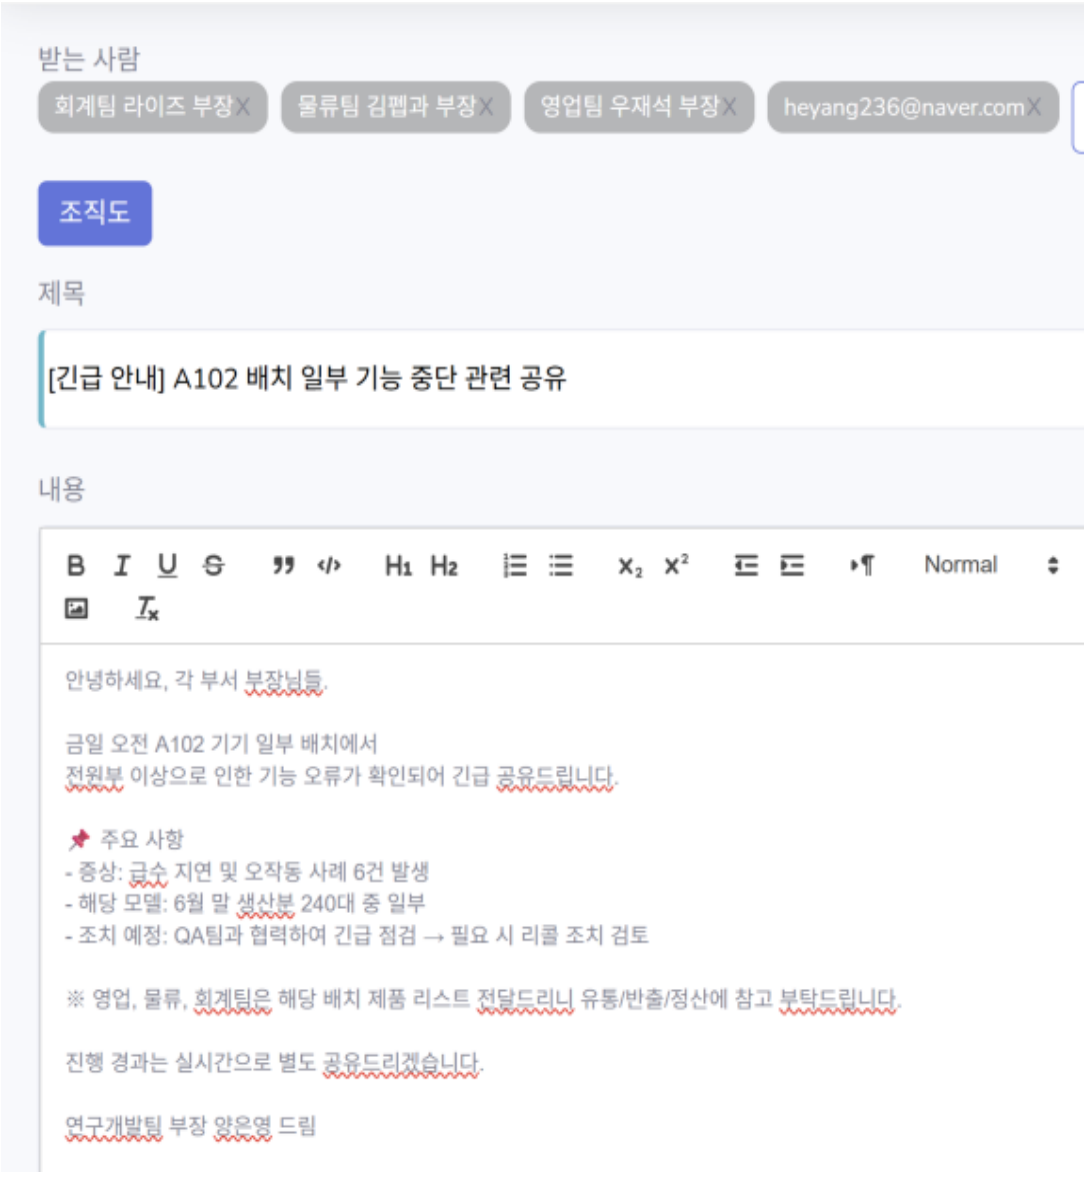 받는 사람
회계팀 라이즈 부장X 물류팀 김펩과 부장X 영업팀 우재석 부장X heyang236@naver.comX
조직도
제목
[긴급 안내] A102 배치 일부 기능 중단 관련 공유
내용
B I U S ” </> H1 H2 X2 X² ¶ Normal
Tx
안녕하세요, 각 부서 부장님들.
금일 오전 A102 기기 일부 배치에서
전원부 이상으로 인한 기능 오류가 확인되어 긴급 공유드립니다.
📌 주요 사항
- 증상: 급수 지연 및 오작동 사례 6건 발생
- 해당 모델: 6월 말 생산분 240대 중 일부
- 조치 예정: QA팀과 협력하여 긴급 점검 → 필요 시 리콜 조치 검토
※ 영업, 물류, 회계팀은 해당 배치 제품 리스트 전달드리니 유통/반출/정산에 참고 부탁드립니다.
진행 경과는 실시간으로 별도 공유드리겠습니다.
연구개발팀 부장 양은영 드림